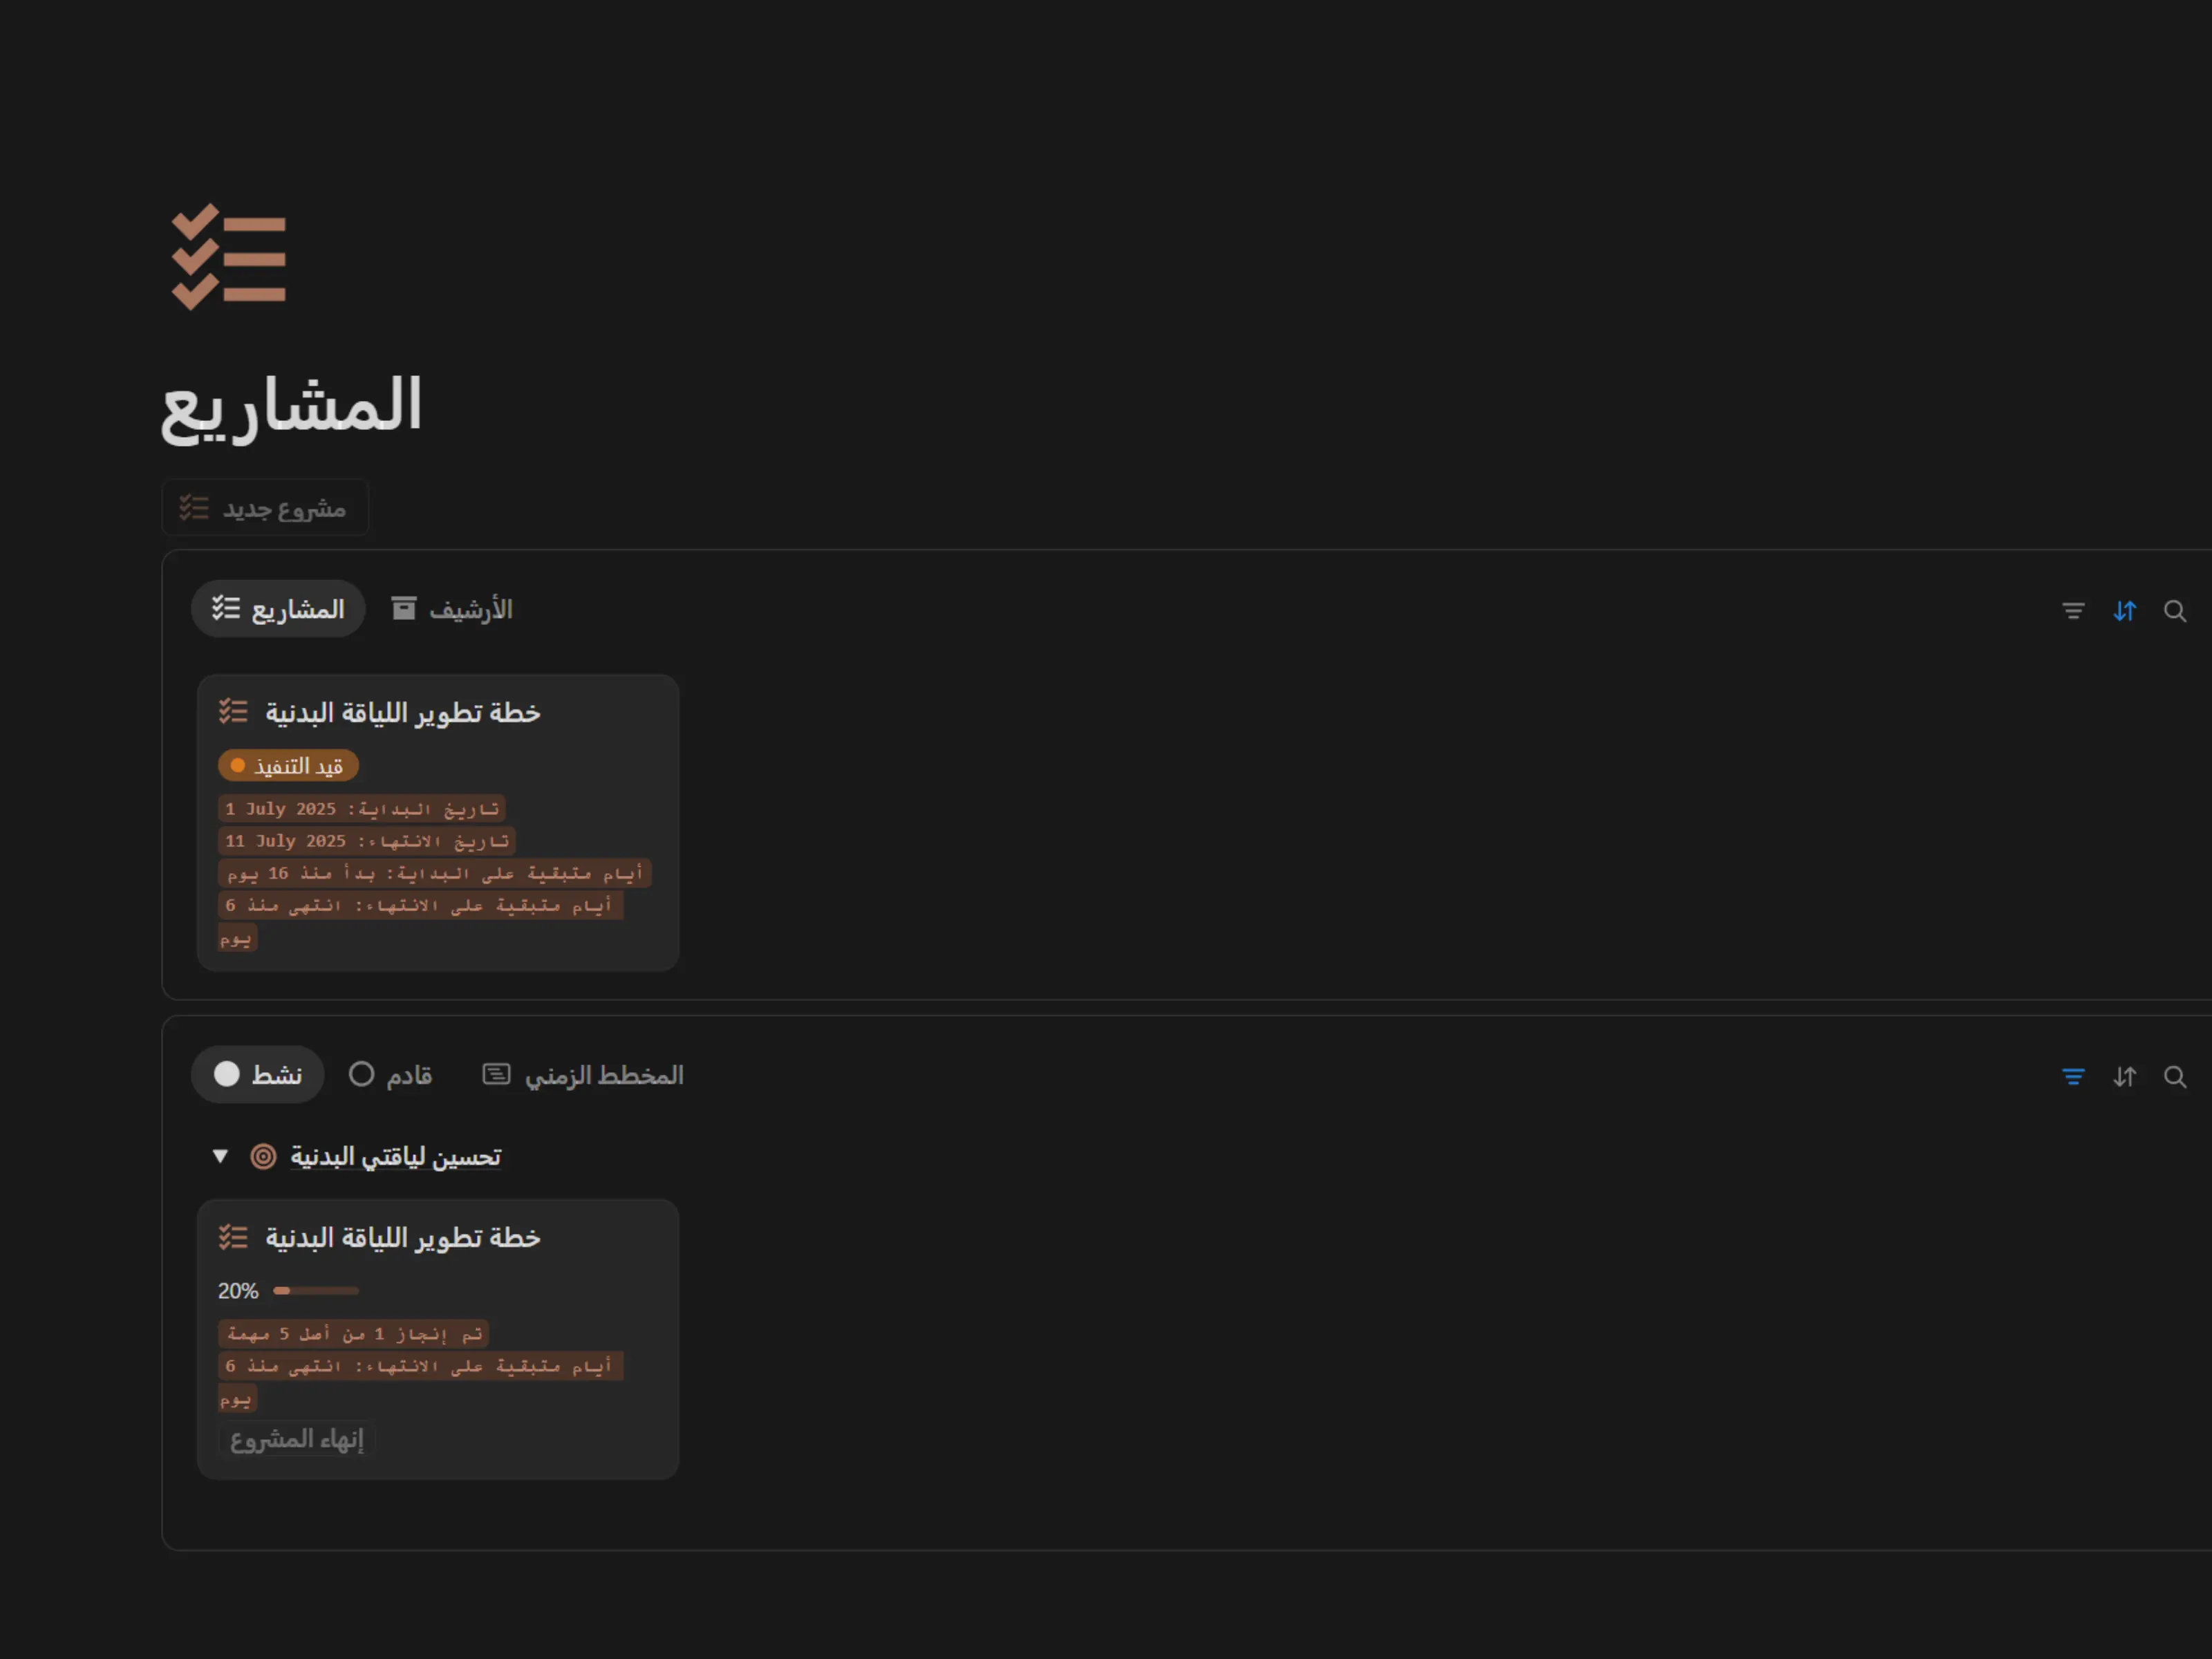 المشاريع
مشروع جديد
المشاريع
الأرشيف
خطة تطوير اللياقة البدنية
قيد التنفيذ
تاريخ البداية: 1 July 2025
تاريخ الانتهاء: 11 July 2025
أيام متبقية على البداية: بدأ منذ 16 يوم
أيام متبقية على الانتهاء: انتهى منذ 6
يوم
نشط
قادم
المخطط الزمني
تحسين لياقتي البدنية
خطة تطوير اللياقة البدنية
20%
تم إنجاز 1 من أصل 5 مهمة
أيام متبقية على الانتهاء: انتهى منذ 6
يوم
إنهاء المشروع